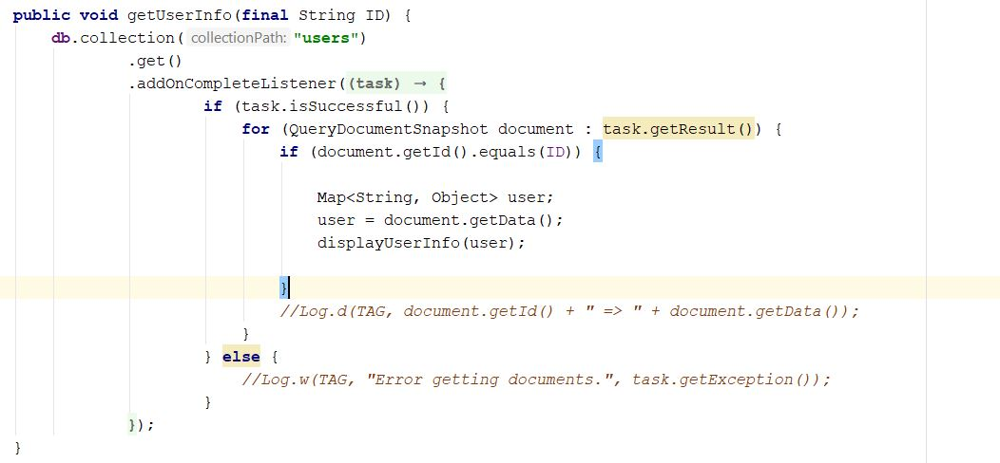 public void getUserInfo(final String ID) {
    db.collection( collectionPath: "users")
            .get()
            .addOnCompleteListener((task) → {
                    if (task.isSuccessful()) {
                        for (QueryDocumentSnapshot document : task.getResult()) {
                            if (document.getId().equals(ID)) {
                                Map<String, Object> user;
                                user = document.getData();
                                displayUserInfo(user);
                            }
                            //Log.d(TAG, document.getId() + " => " + document.getData());
                        }
                    } else {
                        //Log.w(TAG, "Error getting documents.", task.getException());
                    }
            });
}